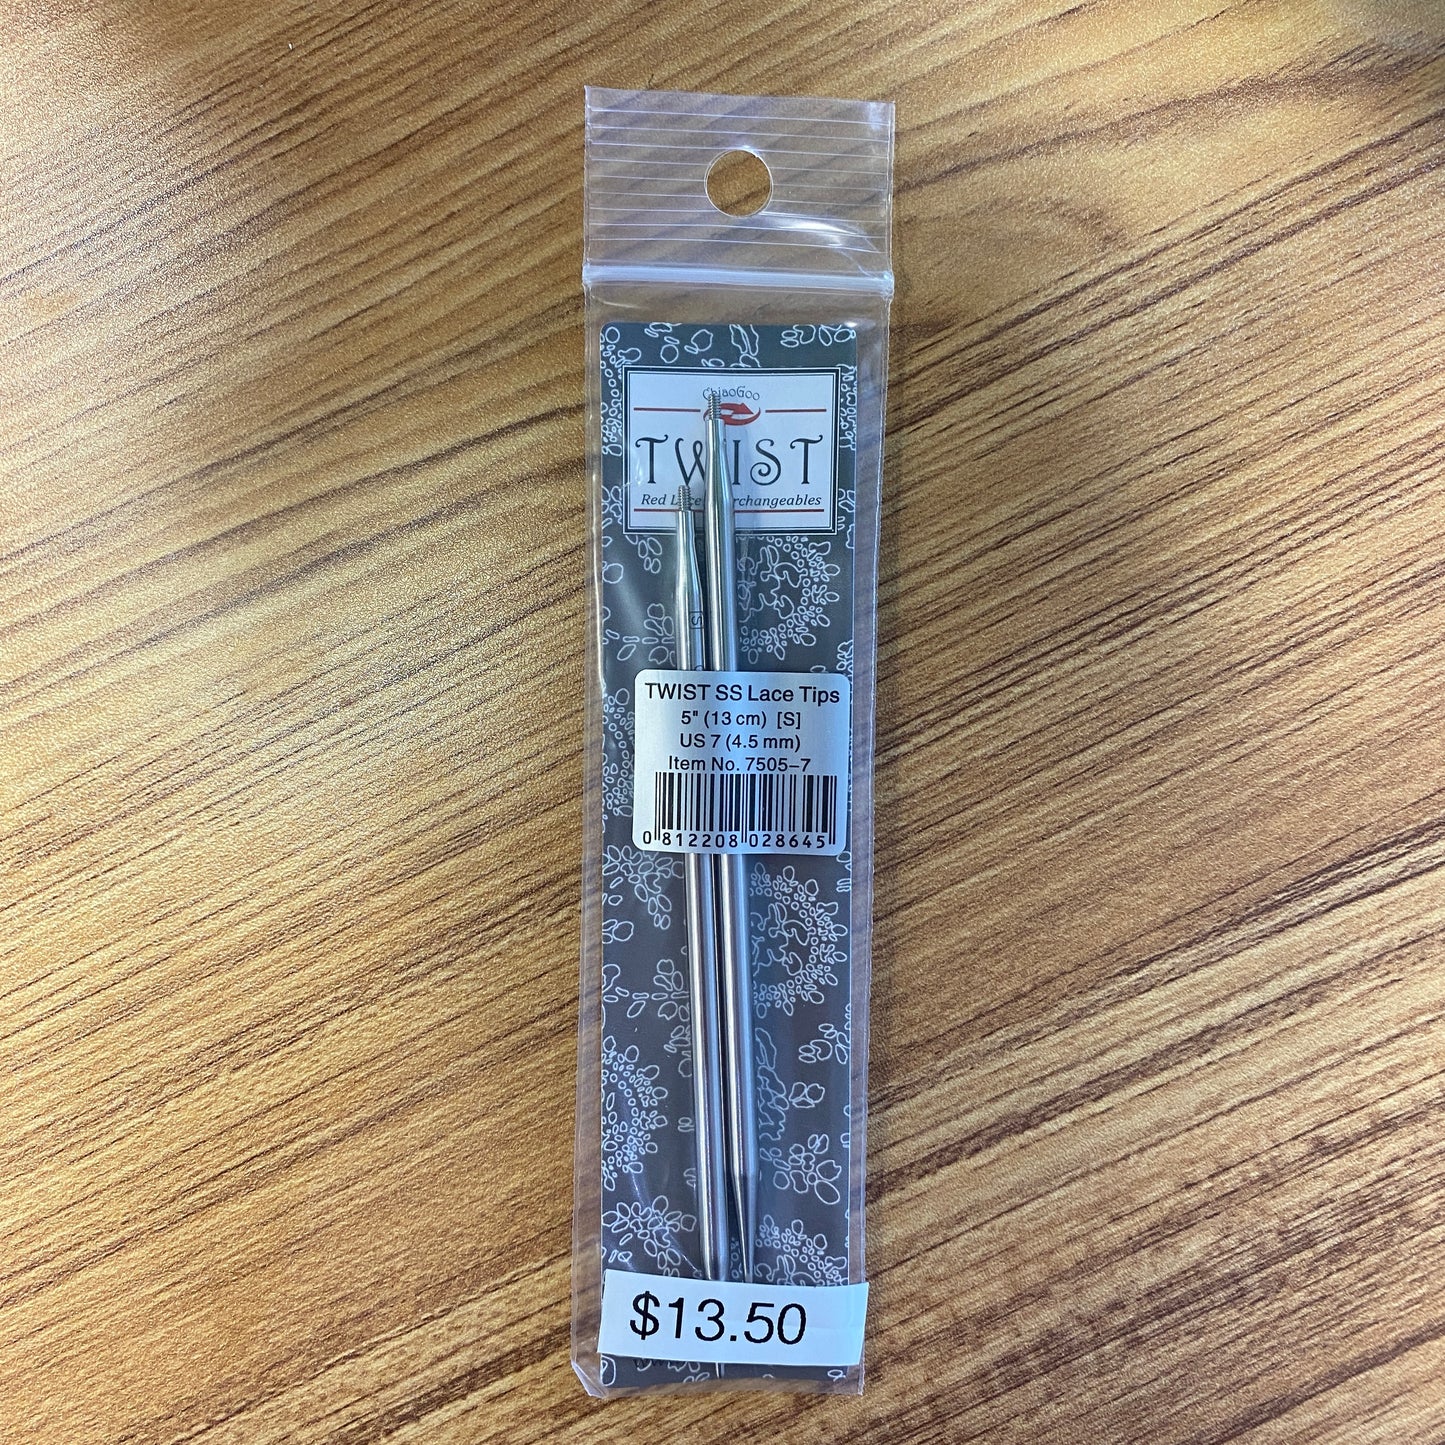 ChiaoGoo
TWIST
Red Lace Interchangeables
[S]
TWIST SS Lace Tips
5" (13 cm) [S]
US 7 (4.5 mm)
Item No. 7505–7
0 812208 028645
$13.50